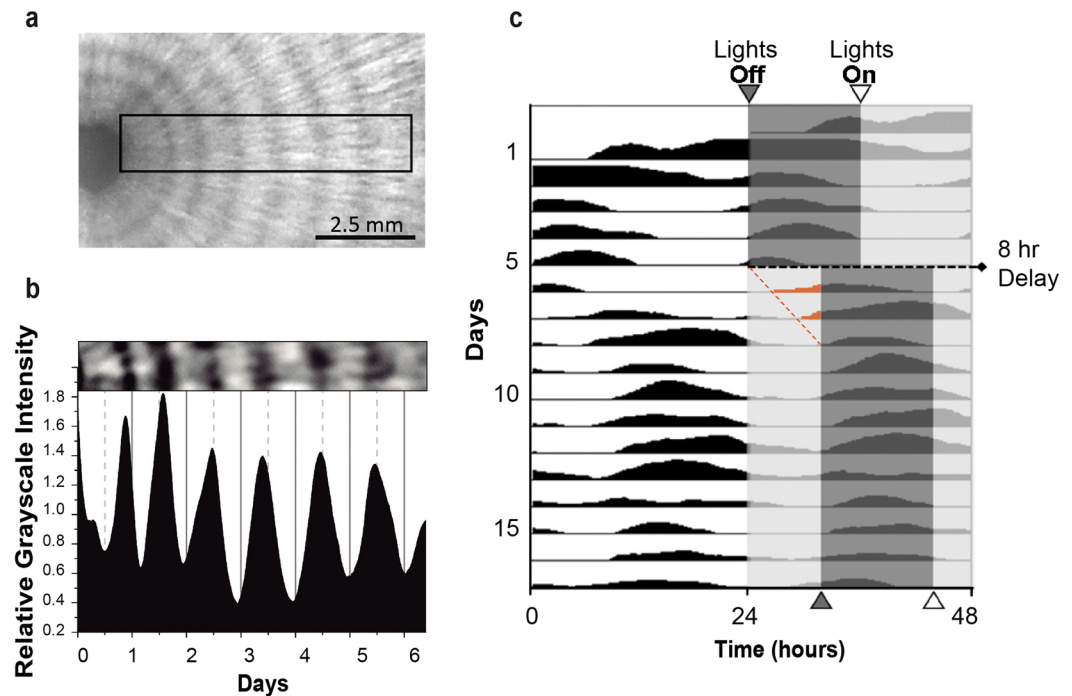 a
2.5 mm
b
Relative Grayscale Intensity
1.8
1.6
1.4
1.2
1.0
0.8
0.6
0.4
0.2
0 1 2 3 4 5 6
Days
c
Lights Lights
Off On
Days
1
5
10
15
8 hr
Delay
0 24 48
Time (hours)